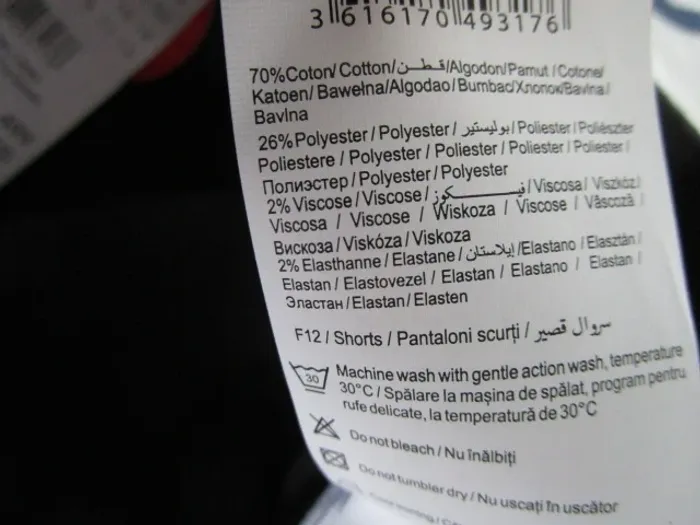 3 616170 493176
70%Coton/ Cotton/قطن/Algodon/Pamut / Cotone/
Katoen/ Bawełna/Algodao/Bumbac/Хлопок/Bavlna/
Bavlna
26%Polyester / Polyester / بوليستير/ Poliester / Poliészter
Poliestere / Polyester / Poliester / Poliester / Poliester /
Полиэстер / Polyester / Polyester
2% Viscose / Viscose / فيسكوز / Viscosa / Viszkóz/
Viscosa / Viscose / Wiskoza / Viscose / Vâscoză /
Вискоза / Viskóza / Viskoza
2% Elasthanne / Elastane / إيلاستان /Elastano / Elasztán /
Elastan / Elastovezel / Elastan / Elastano / Elastan /
Эластан / Elastan / Elasten
F12 / Shorts / Pantaloni scurți / سروال قصير
30
Machine wash with gentle action wash, temperature
30°C / Spălare la mașina de spălat, program pentru
rufe delicate, la temperatură de 30°C
Do not bleach / Nu înălbiți
Do not tumbler dry / Nu uscați în uscător